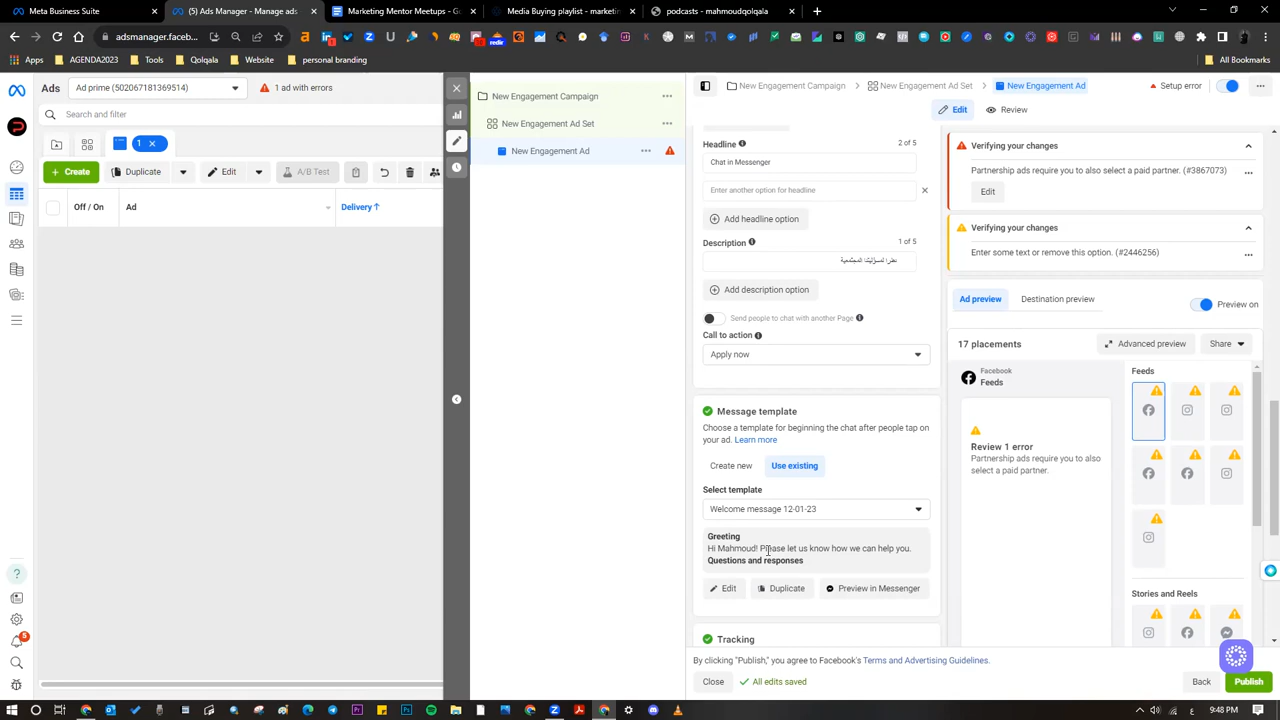 Meta Business Suite
(5) Ads Manager - Manage ads
Marketing Mentor Meetups - G
Media Buying playlist - marketin
podcasts - mahmoudqolqala
adsmanager.face
redir
Apps
AGENDA2023
Tools
Qolqala
Website
personal branding
All Bookmarks
Ads
Ad prime (502067181369514)
1 ad with errors
Search and filter
1
Create
Duplicate
Edit
A/B Test
Off / On
Ad
Delivery ↑
5
New Engagement Campaign
New Engagement Ad Set
New Engagement Ad
New Engagement Campaign
New Engagement Ad Set
New Engagement Ad
Setup error
Edit
Review
Headline
2 of 5
Chat in Messenger
Enter another option for headline
Add headline option
Description
1 of 5
نظرا لمسؤليتنا المجتمعية
Add description option
Send people to chat with another Page
Call to action
Apply now
Message template
Choose a template for beginning the chat after people tap on
your ad. Learn more
Create new
Use existing
Select template
Welcome message 12-01-23
Greeting
Hi Mahmoud! Please let us know how we can help you.
Questions and responses
Edit
Duplicate
Preview in Messenger
Tracking
Verifying your changes
Partnership ads require you to also select a paid partner. (#3867073)
Edit
Verifying your changes
Enter some text or remove this option. (#2446256)
Ad preview
Destination preview
Preview on
17 placements
Advanced preview
Share
Facebook
Feeds
Review 1 error
Partnership ads require you to also
select a paid partner.
Feeds
Stories and Reels
By clicking "Publish," you agree to Facebook's Terms and Advertising Guidelines.
Close
All edits saved
Back
Publish
9:48 PM